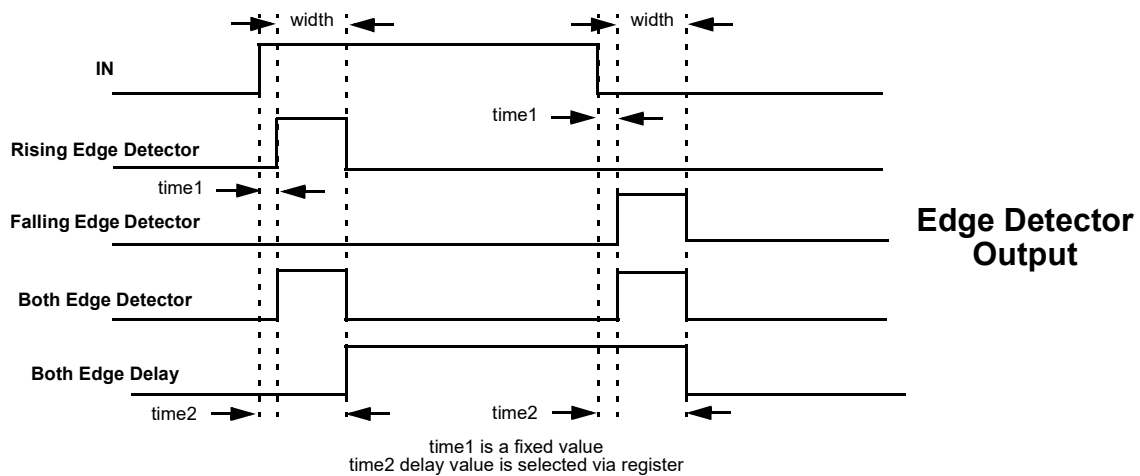 width
width
IN
time1
Rising Edge Detector
time1
Falling Edge Detector
Edge Detector
Output
Both Edge Detector
Both Edge Delay
time2
time2
time1 is a fixed value
time2 delay value is selected via register